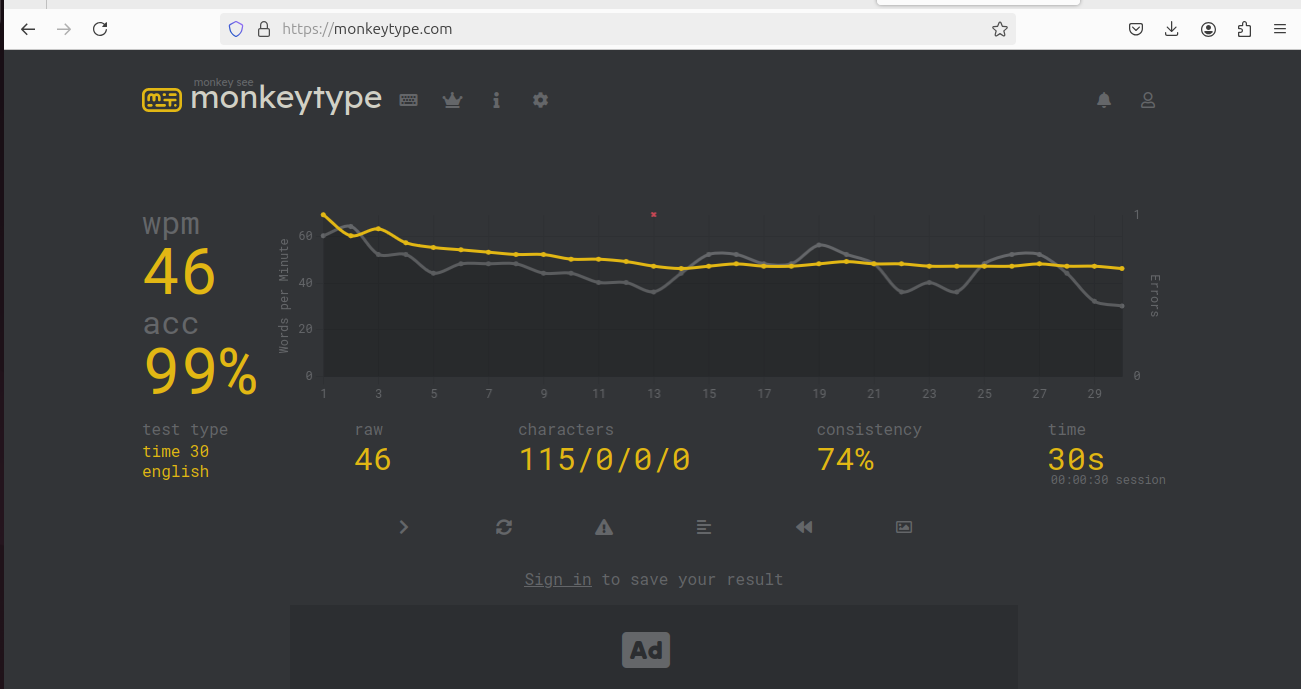 https://monkeytype.com
monkey see
monkeytype
wpm
46
acc
99%
Words per Minute
60
40
20
0
1
0
Errors
1 3 5 7 9 11 13 15 17 19 21 23 25 27 29
test type
time 30
english
raw
46
characters
115/0/0/0
consistency
74%
time
30s
00:00:30 session
Sign in to save your result
Ad